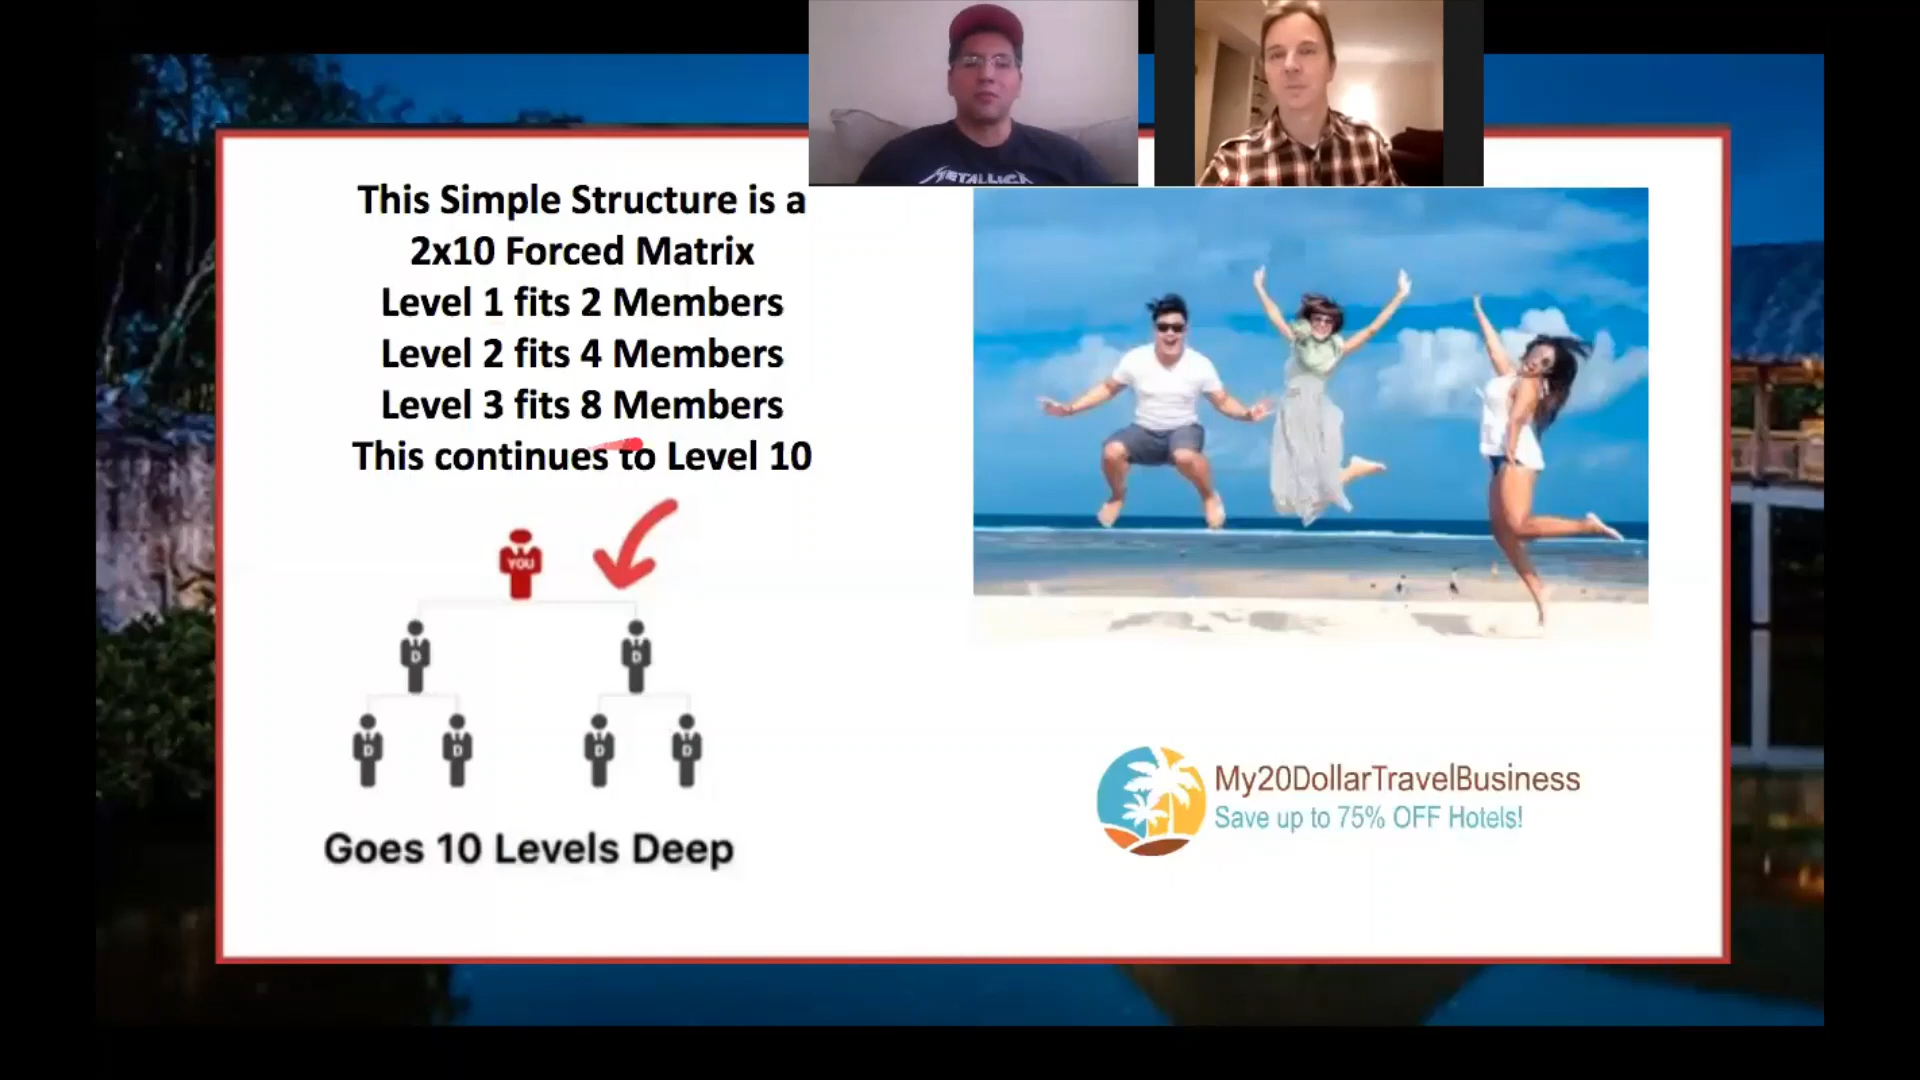 METALLICA
This Simple Structure is a
2x10 Forced Matrix
Level 1 fits 2 Members
Level 2 fits 4 Members
Level 3 fits 8 Members
This continues to Level 10
YOU
D
D
D
D
D
D
Goes 10 Levels Deep
My20DollarTravelBusiness
Save up to 75% OFF Hotels!